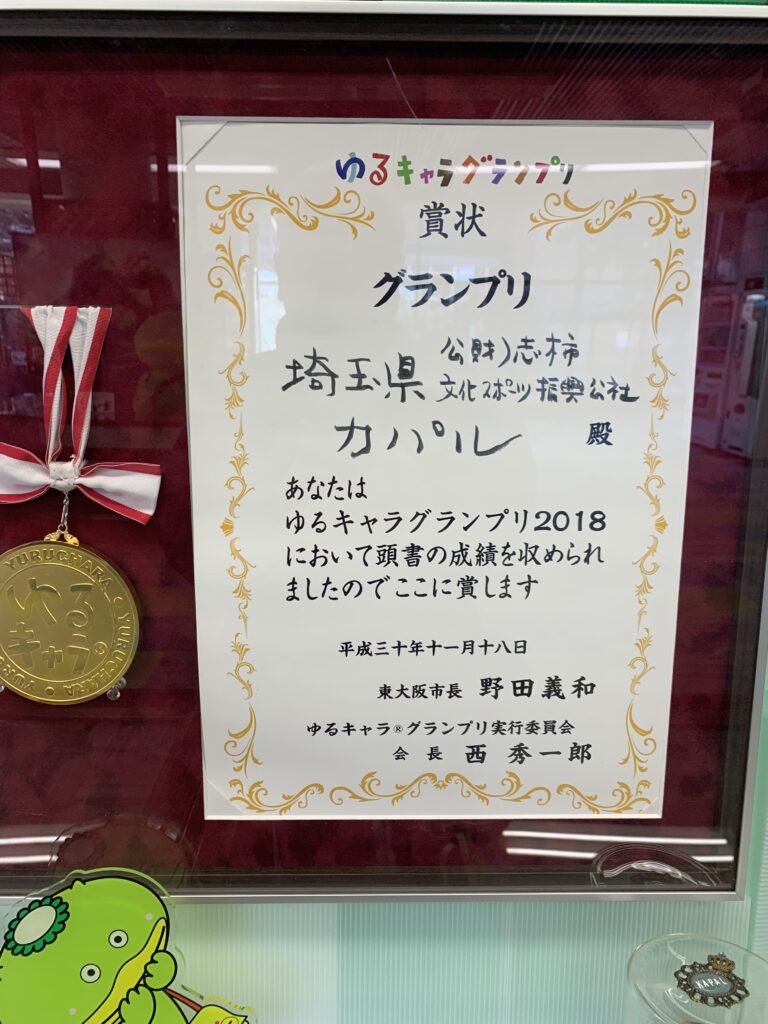 ゆるキャラグランプリ
賞状
グランプリ
埼玉県 公財)志柿
文化スポーツ振興公社
カパル 殿
あなたは
ゆるキャラグランプリ2018
において頭書の成績を収められ
ましたのでここに賞します
平成三十年十一月十八日
東大阪市長 野田義和
ゆるキャラ®グランプリ実行委員会
会長 西 秀一郎
YURUCHARA
ゆる
キャラ®
KAPAL